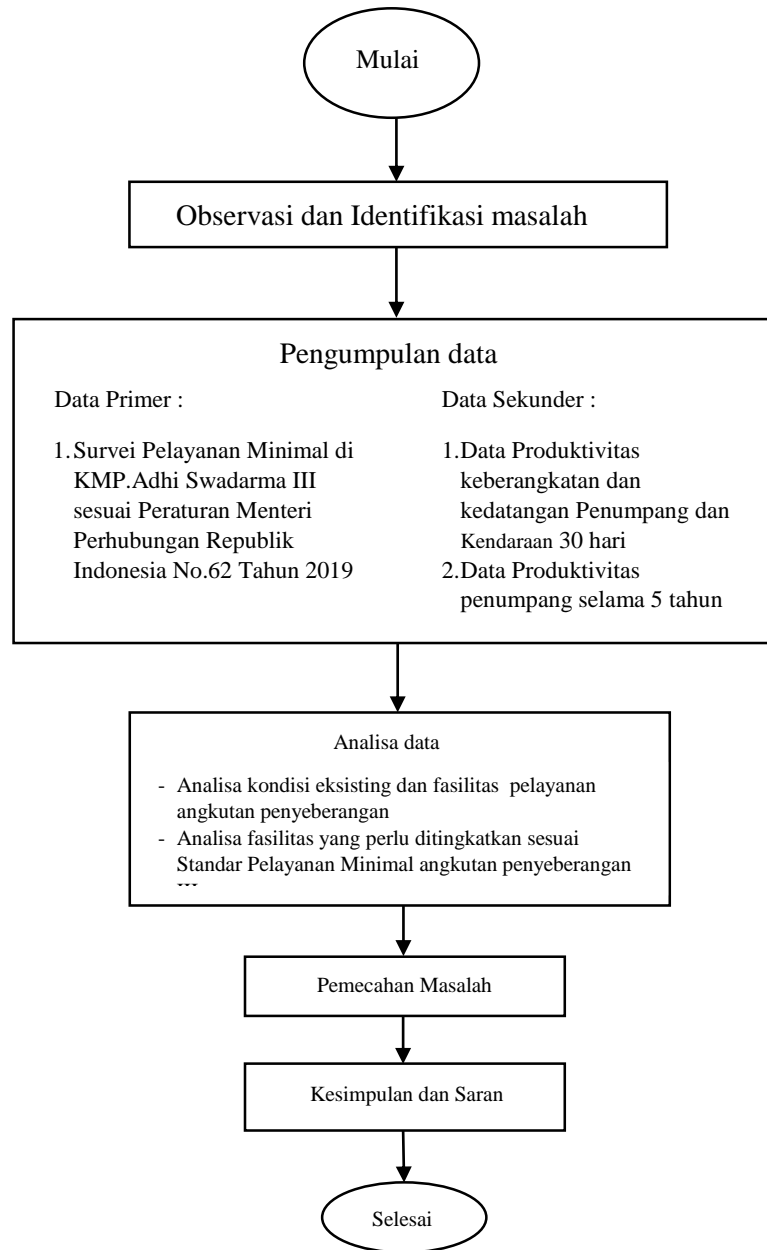 Mulai
Observasi dan Identifikasi masalah
Pengumpulan data
Data Primer :
1. Survei Pelayanan Minimal di
KMP.Adhi Swadarma III
sesuai Peraturan Menteri
Perhubungan Republik
Indonesia No.62 Tahun 2019
Data Sekunder :
1. Data Produktivitas
keberangkatan dan
kedatangan Penumpang dan
Kendaraan 30 hari
2. Data Produktivitas
penumpang selama 5 tahun
Analisa data
- Analisa kondisi eksisting dan fasilitas pelayanan
angkutan penyeberangan
- Analisa fasilitas yang perlu ditingkatkan sesuai
Standar Pelayanan Minimal angkutan penyeberangan
Pemecahan Masalah
Kesimpulan dan Saran
Selesai